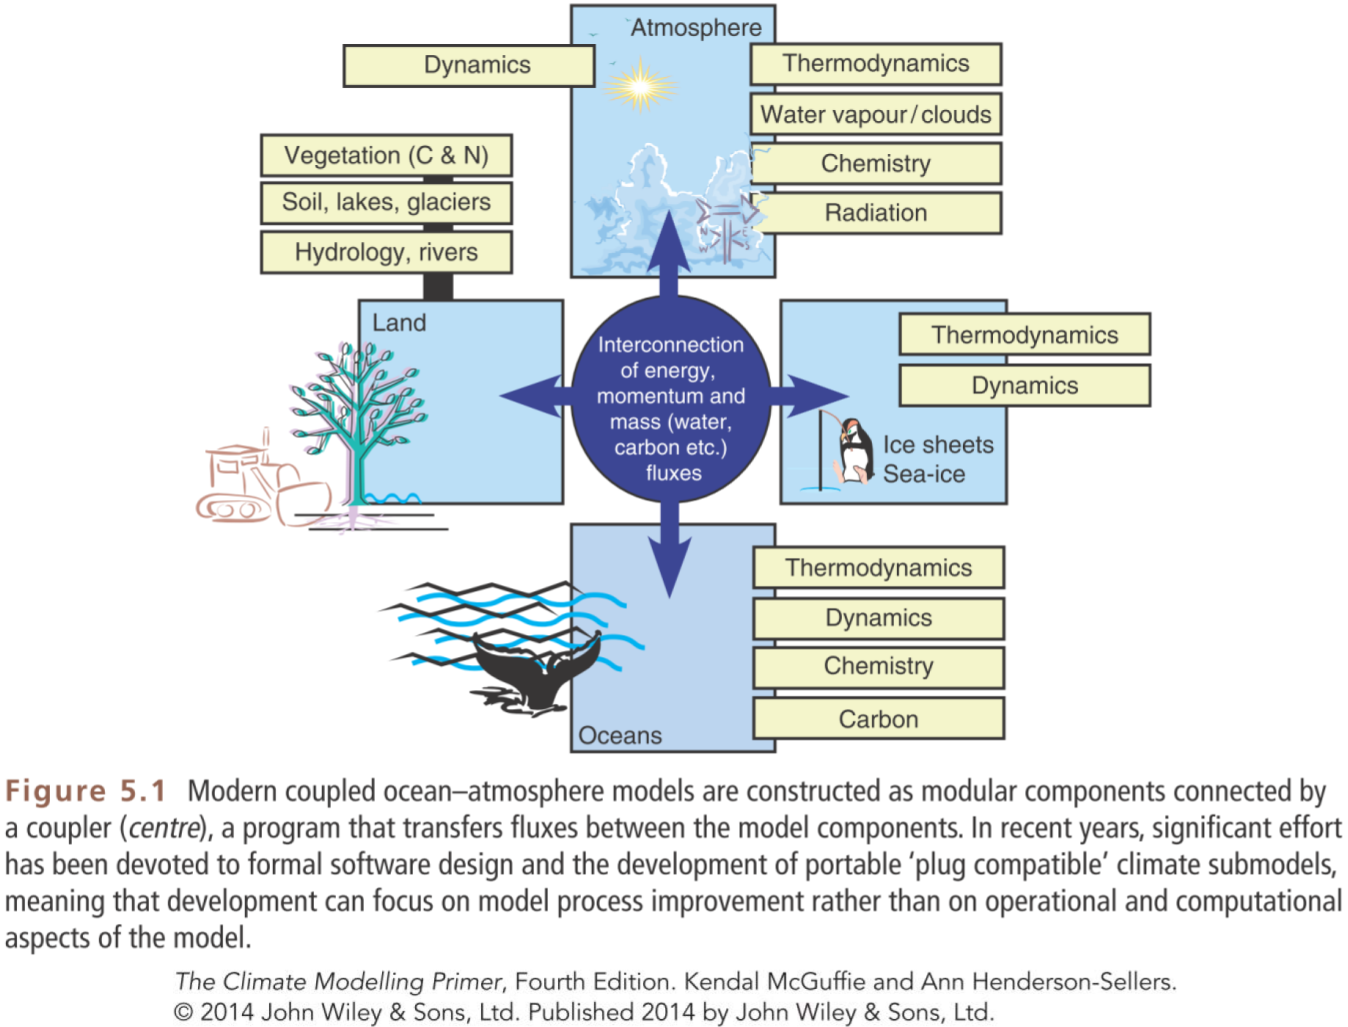 Atmosphere
Dynamics
Thermodynamics
Water vapour/clouds
Chemistry
Radiation
N
E
W
S
Vegetation (C & N)
Soil, lakes, glaciers
Hydrology, rivers
Land
Interconnection
of energy,
momentum and
mass (water,
carbon etc.)
fluxes
Thermodynamics
Dynamics
Ice sheets
Sea-ice
Thermodynamics
Dynamics
Chemistry
Carbon
Oceans
Figure 5.1 Modern coupled ocean–atmosphere models are constructed as modular components connected by
a coupler (centre), a program that transfers fluxes between the model components. In recent years, significant effort
has been devoted to formal software design and the development of portable ‘plug compatible’ climate submodels,
meaning that development can focus on model process improvement rather than on operational and computational
aspects of the model.
The Climate Modelling Primer, Fourth Edition. Kendal McGuffie and Ann Henderson-Sellers.
© 2014 John Wiley & Sons, Ltd. Published 2014 by John Wiley & Sons, Ltd.